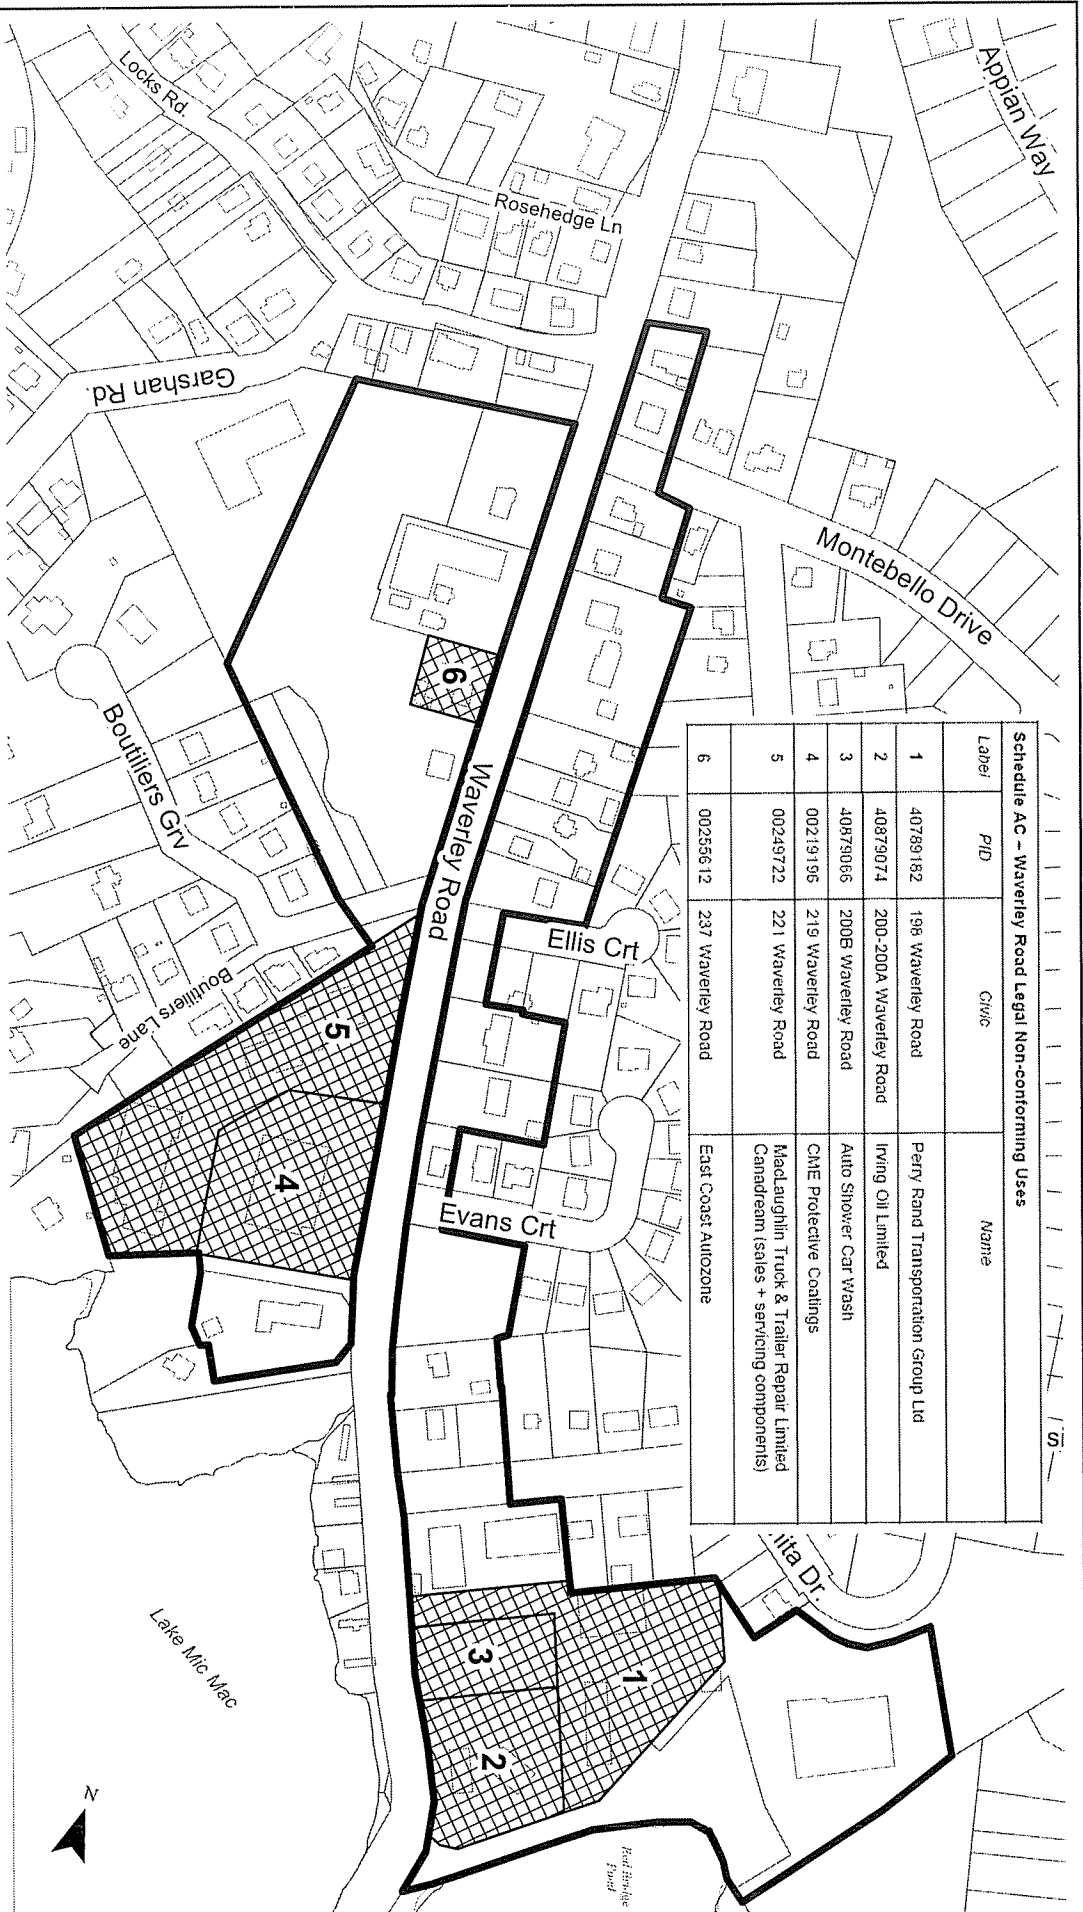 Schedule AC – Waverley Road Legal Non-conforming Uses
Label PID Civic Name
1 40789182 198 Waverley Road Perry Rand Transportation Group Ltd
2 40879074 200-200A Waverley Road Irving Oil Limited
3 40879066 200B Waverley Road Auto Shower Car Wash
4 00219196 219 Waverley Road CME Protective Coatings
5 00249722 221 Waverley Road MacLaughlin Truck & Trailer Repair Limited
Canadream (sales + servicing components)
6 00255612 237 Waverley Road East Coast Autozone
Appian Way
Locks Rd.
Rosehedge Ln
Garshan Rd.
Montebello Drive
Boutiliers Grv
Waverley Road
Ellis Crt
Boutiliers Lane
Evans Crt
nita Dr.
S
Lake Mic Mac
Red Bridge
Pond
N
1
2
3
4
5
6